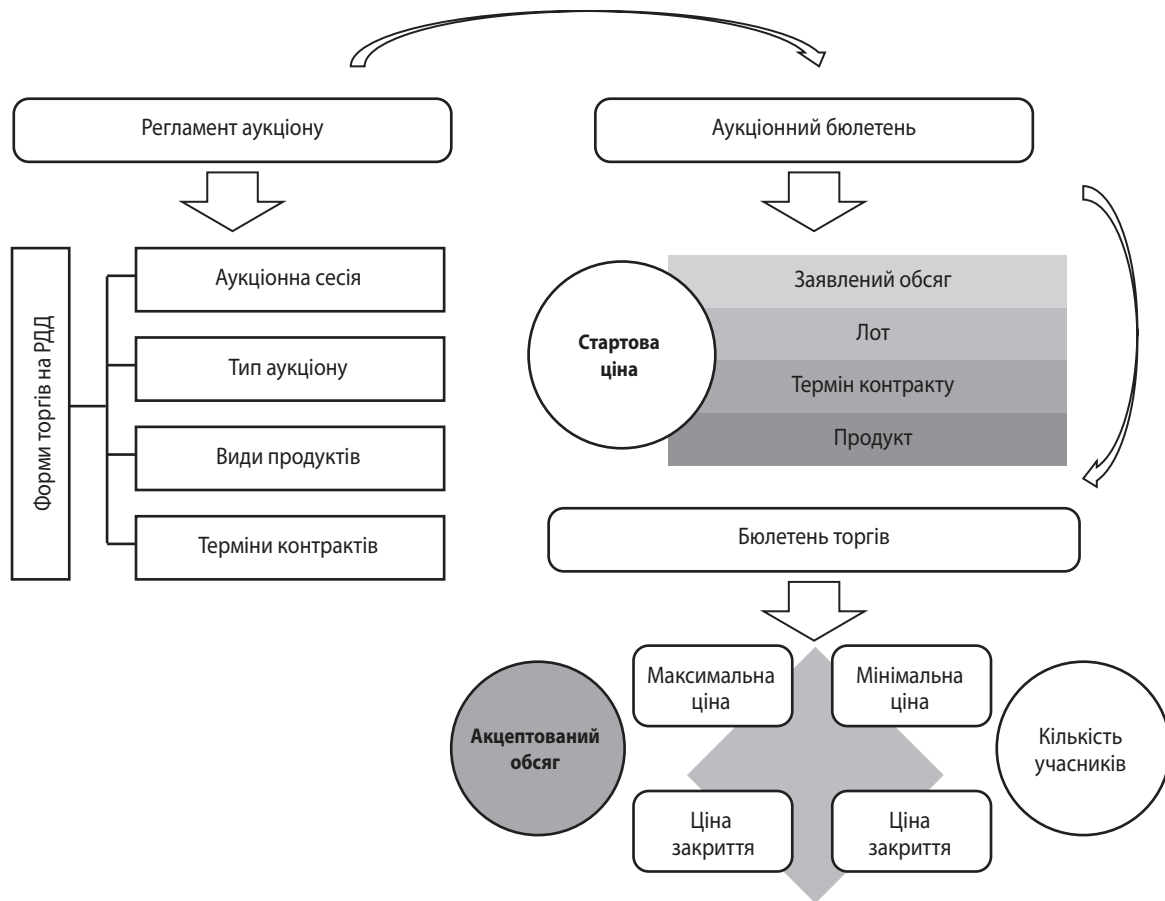 Регламент аукціону
Аукціонний бюлетень
Форми торгів на РДД
Аукціонна сесія
Тип аукціону
Види продуктів
Терміни контрактів
Стартова
ціна
Заявлений обсяг
Лот
Термін контракту
Продукт
Бюлетень торгів
Акцептований
обсяг
Максимальна
ціна
Мінімальна
ціна
Ціна
закриття
Ціна
закриття
Кількість
учасників